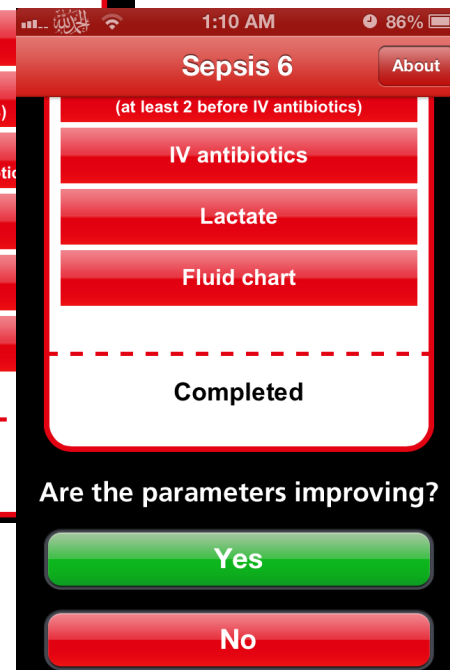 الحمدلله 1:10 AM 86%
Sepsis 6
About
(at least 2 before IV antibiotics)
IV antibiotics
Lactate
Fluid chart
Completed
Are the parameters improving?
Yes
No